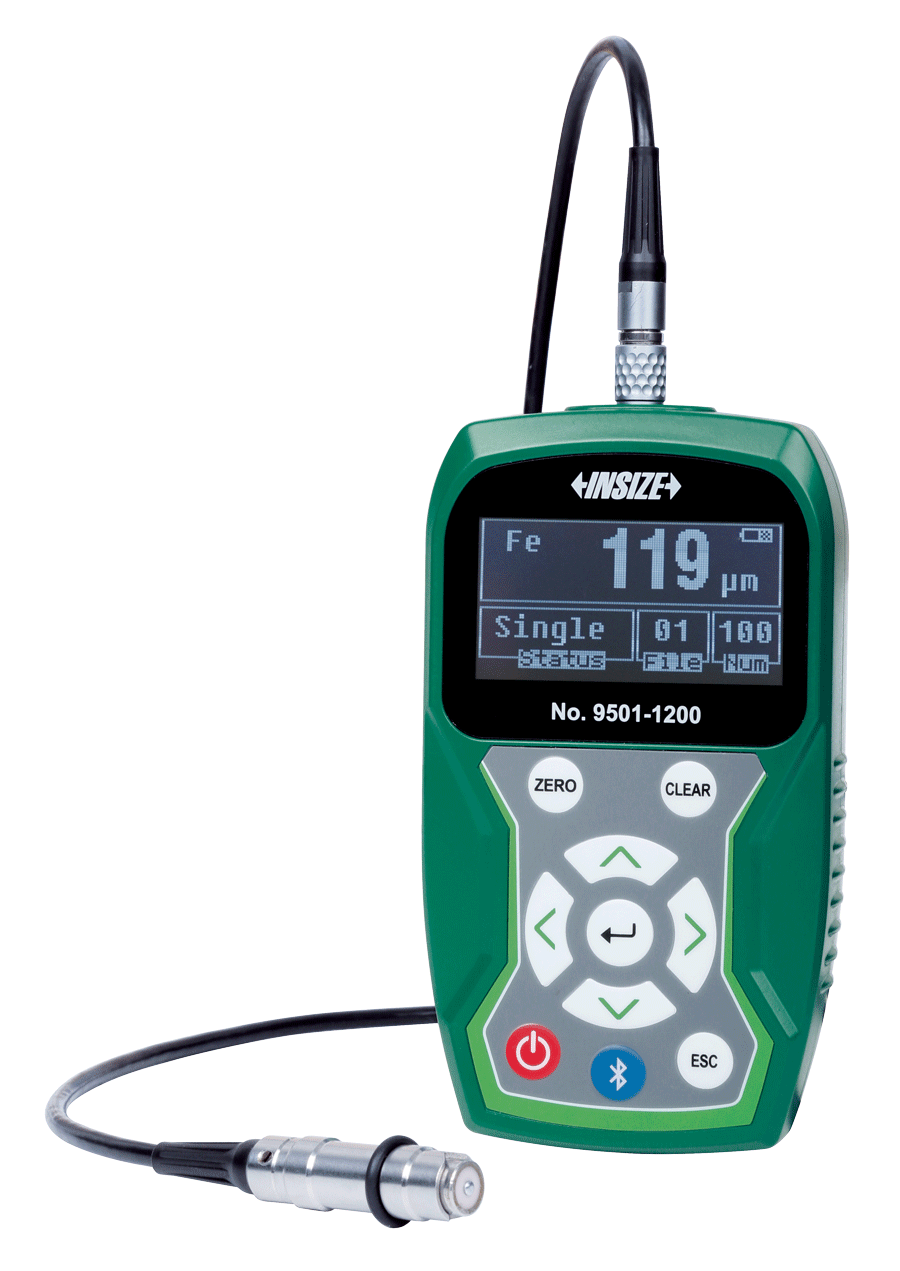 INSIZE
Fe 119 µm
Single 01 100
Status File Num
No. 9501-1200
ZERO CLEAR
ESC